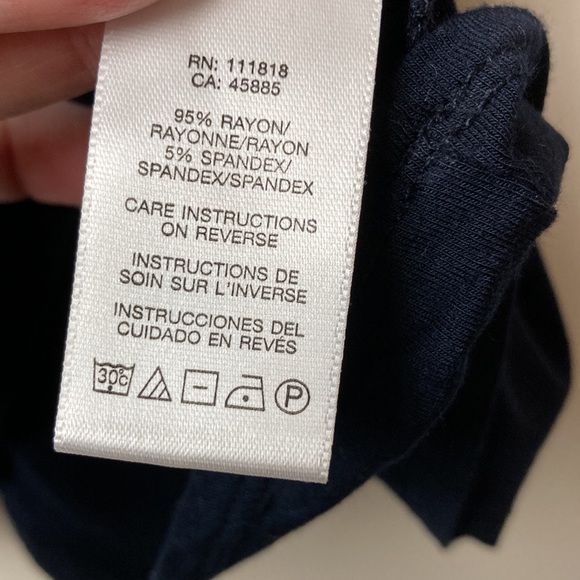 RN: 111818
CA: 45885
95% RAYON/
RAYONNE/RAYON
5% SPANDEX/
SPANDEX/SPANDEX
CARE INSTRUCTIONS
ON REVERSE
INSTRUCTIONS DE
SOIN SUR L'INVERSE
INSTRUCCIONES DEL
CUIDADO EN REVÉS
30c P